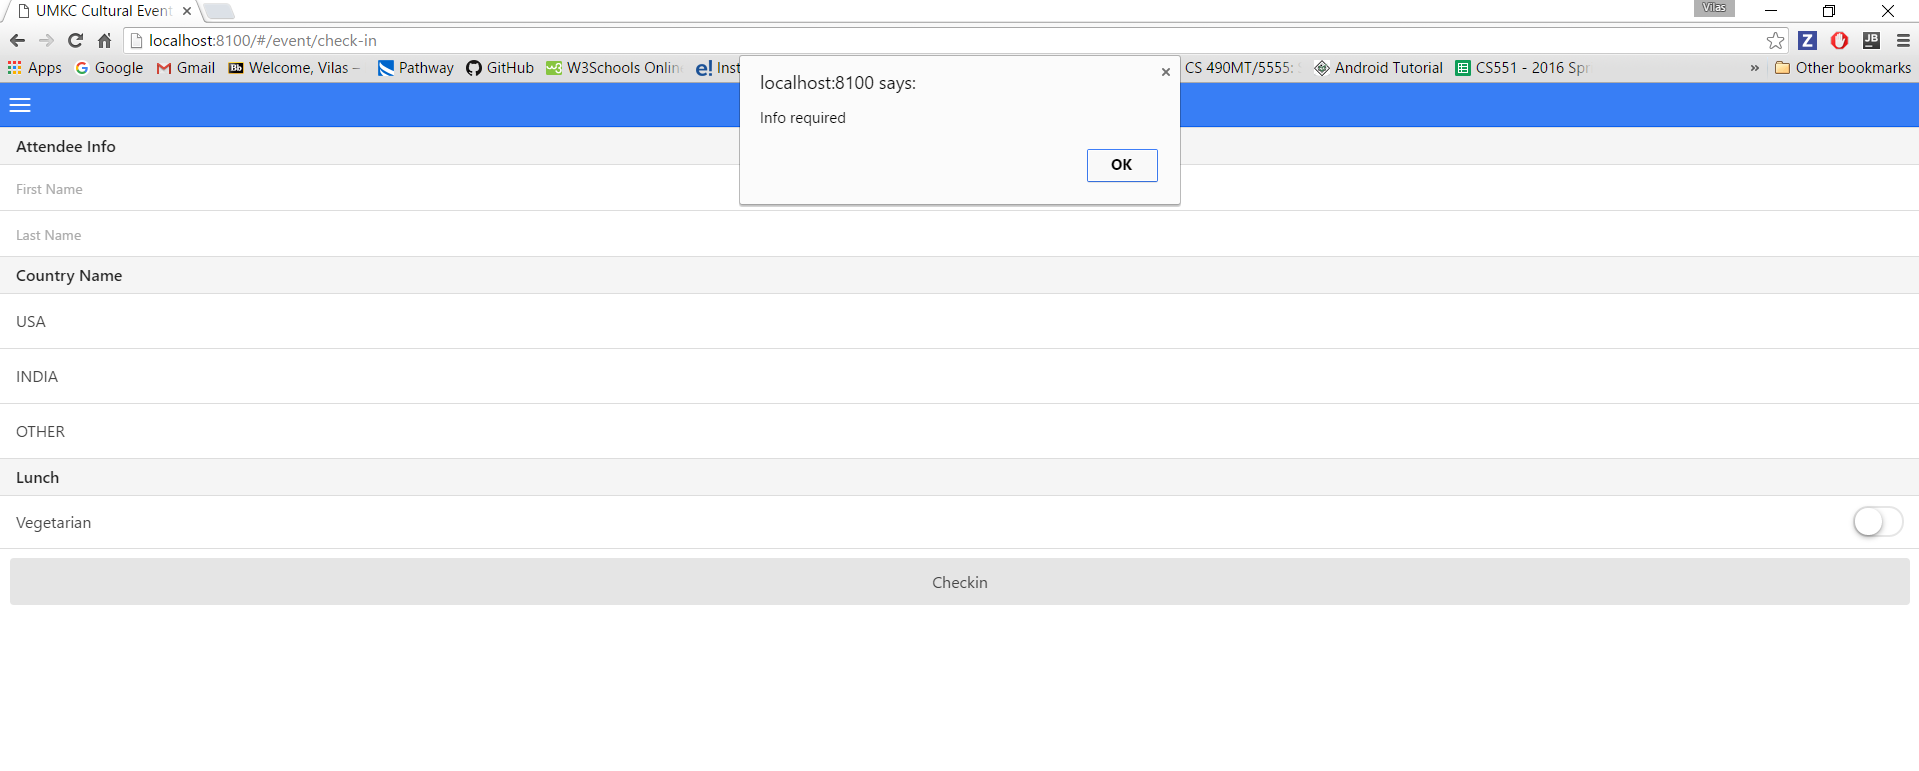 UMKC Cultural Event
Vilas
localhost:8100/#/event/check-in
Apps Google Gmail Welcome, Vilas – Pathway GitHub W3Schools Onlin e! Inst CS 490MT/5555: Android Tutorial CS551 - 2016 Spr » Other bookmarks
localhost:8100 says:
Info required
OK
Attendee Info
First Name
Last Name
Country Name
USA
INDIA
OTHER
Lunch
Vegetarian
Checkin